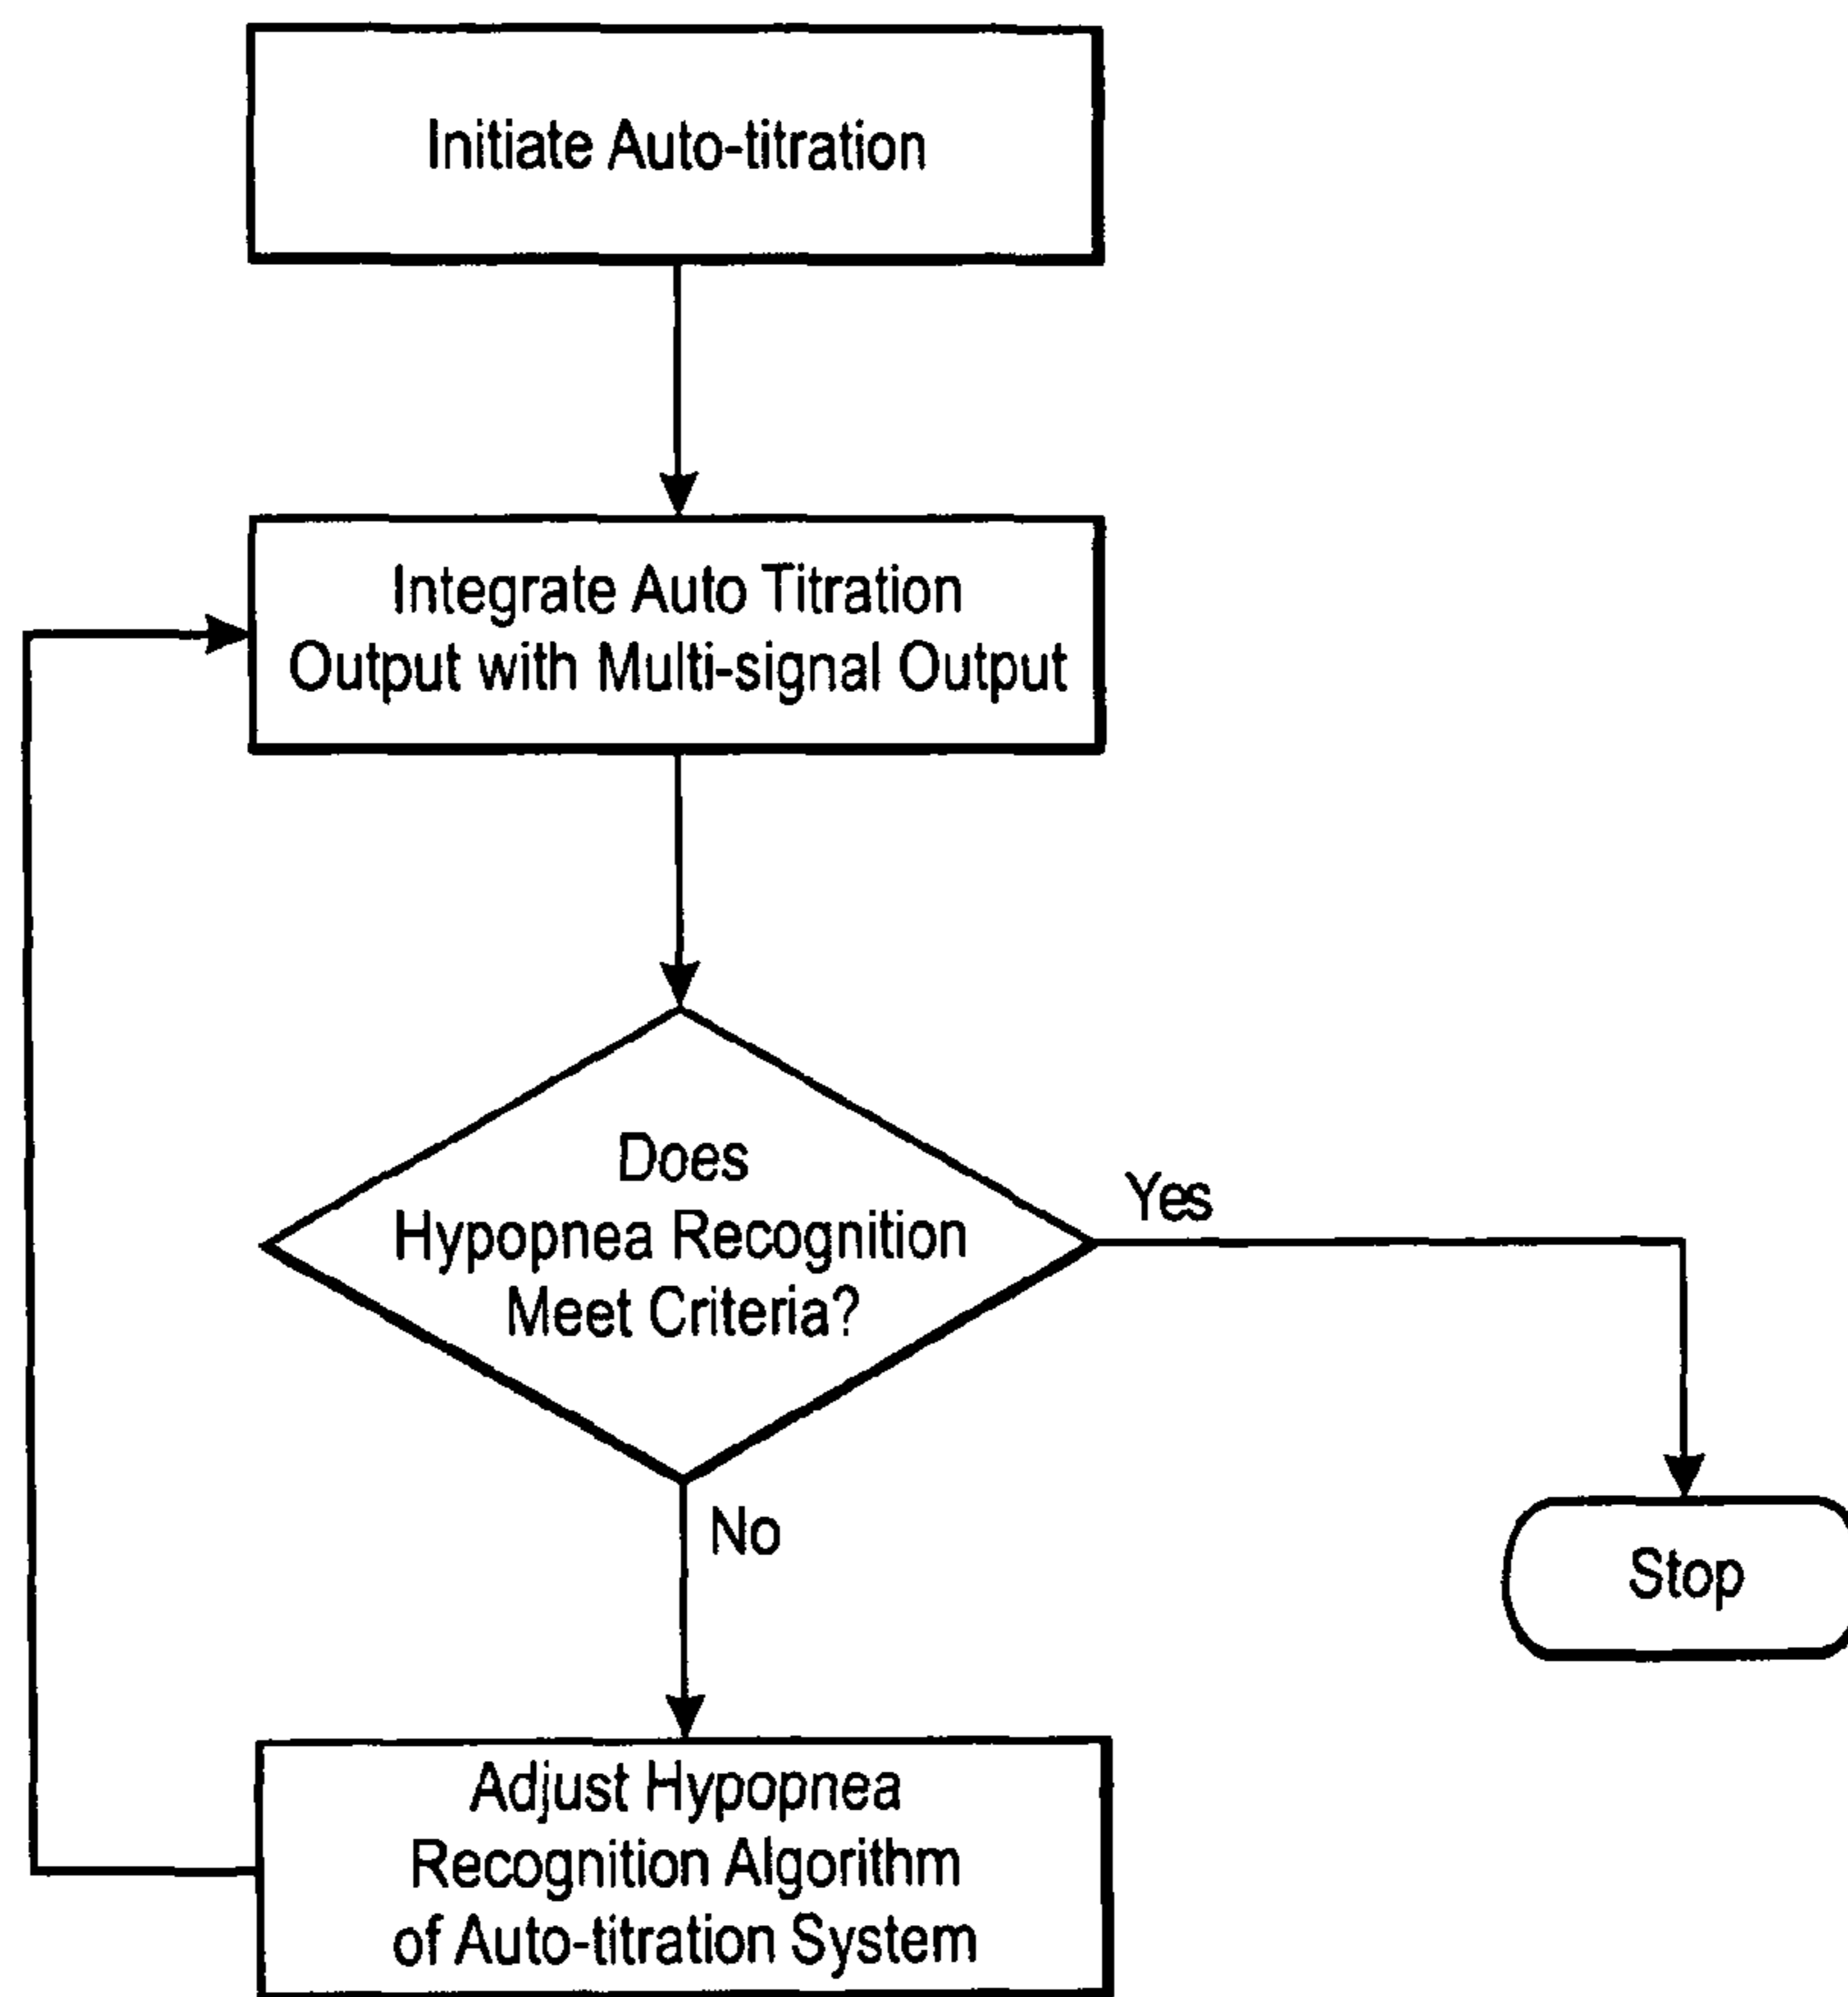 Initiate Auto-titration
Integrate Auto Titration
Output with Multi-signal Output
Does
Hypopnea Recognition
Meet Criteria?
Yes
No
Stop
Adjust Hypopnea
Recognition Algorithm
of Auto-titration System